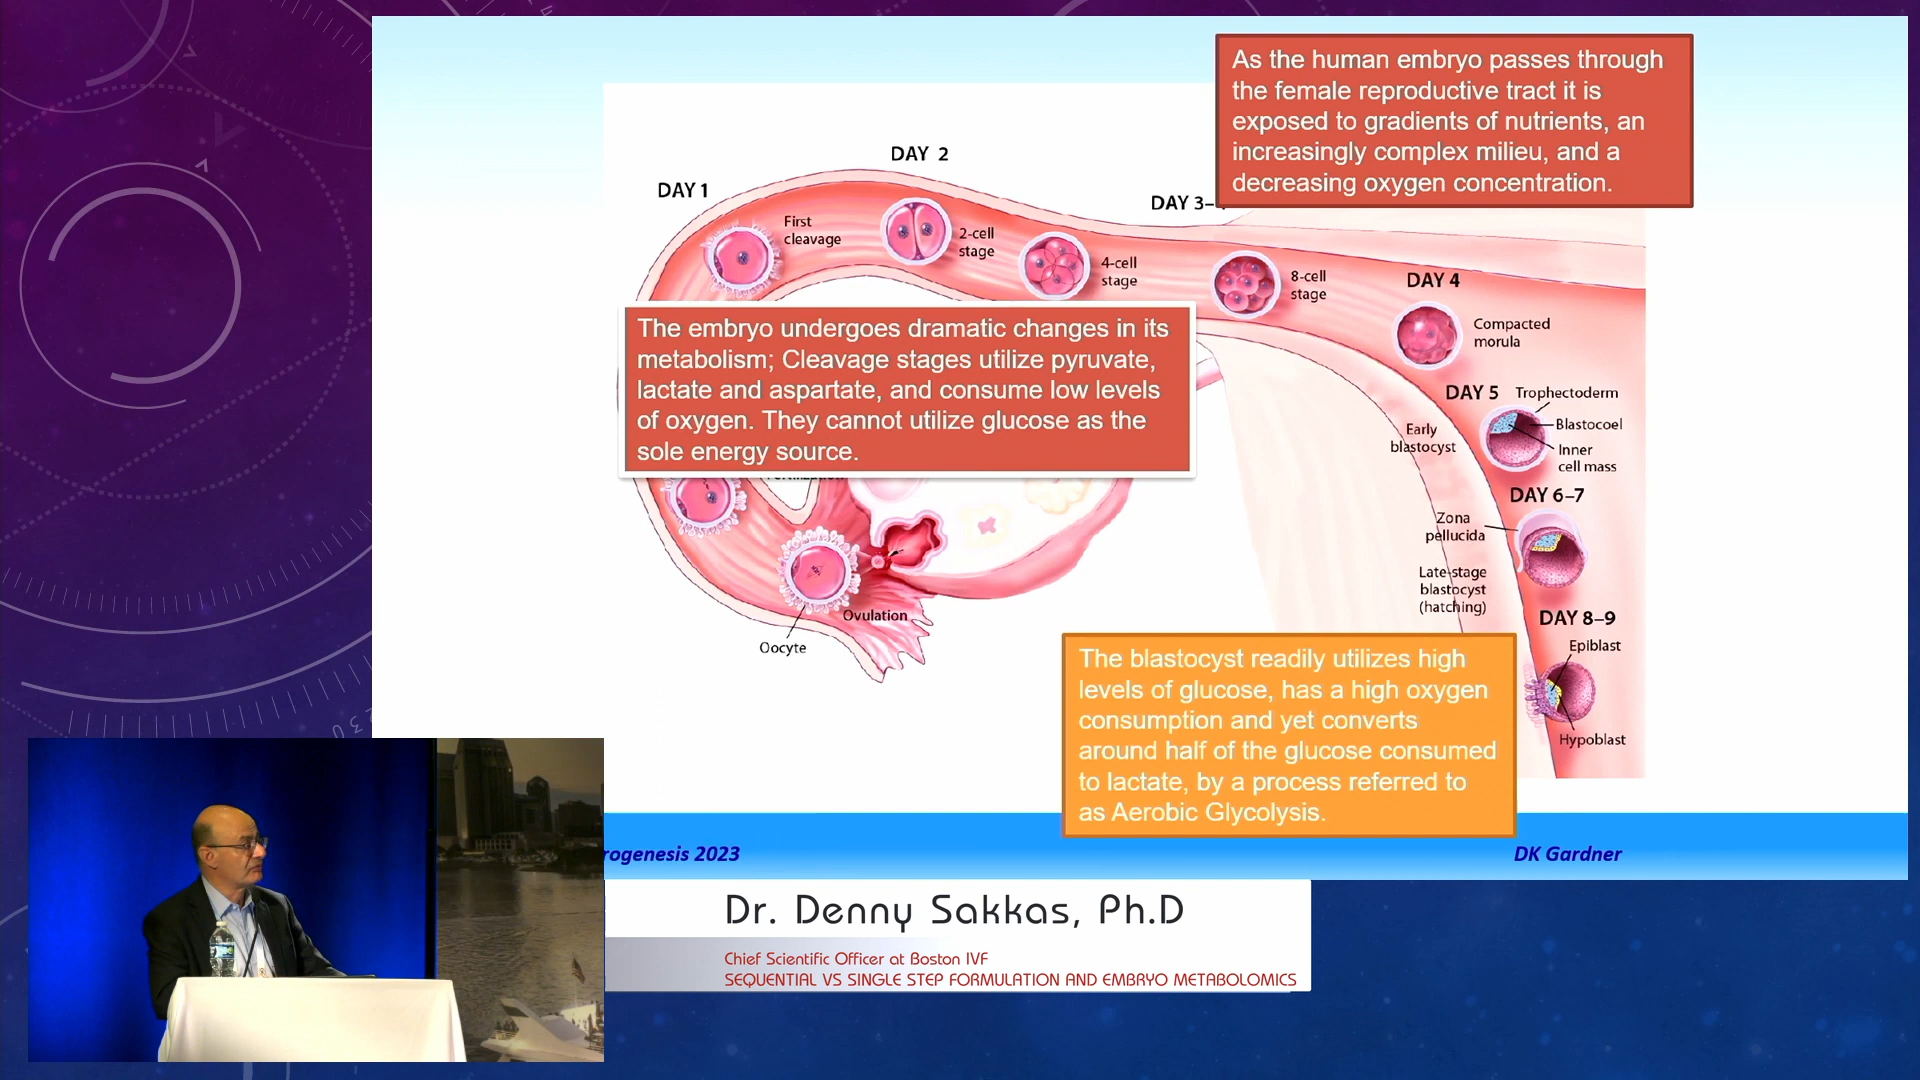 As the human embryo passes through
the female reproductive tract it is
exposed to gradients of nutrients, an
increasingly complex milieu, and a
decreasing oxygen concentration.
DAY 1
DAY 2
DAY 3–
First
cleavage
2-cell
stage
4-cell
stage
8-cell
stage
DAY 4
Compacted
morula
The embryo undergoes dramatic changes in its
metabolism; Cleavage stages utilize pyruvate,
lactate and aspartate, and consume low levels
of oxygen. They cannot utilize glucose as the
sole energy source.
DAY 5
Trophectoderm
Blastocoel
Inner
cell mass
Early
blastocyst
DAY 6–7
Zona
pellucida
Late-stage
blastocyst
(hatching)
Ovulation
Oocyte
DAY 8–9
Epiblast
Hypoblast
The blastocyst readily utilizes high
levels of glucose, has a high oxygen
consumption and yet converts
around half of the glucose consumed
to lactate, by a process referred to
as Aerobic Glycolysis.
rogenesis 2023
DK Gardner
Dr. Denny Sakkas, Ph.D
Chief Scientific Officer at Boston IVF
SEQUENTIAL VS SINGLE STEP FORMULATION AND EMBRYO METABOLOMICS
230